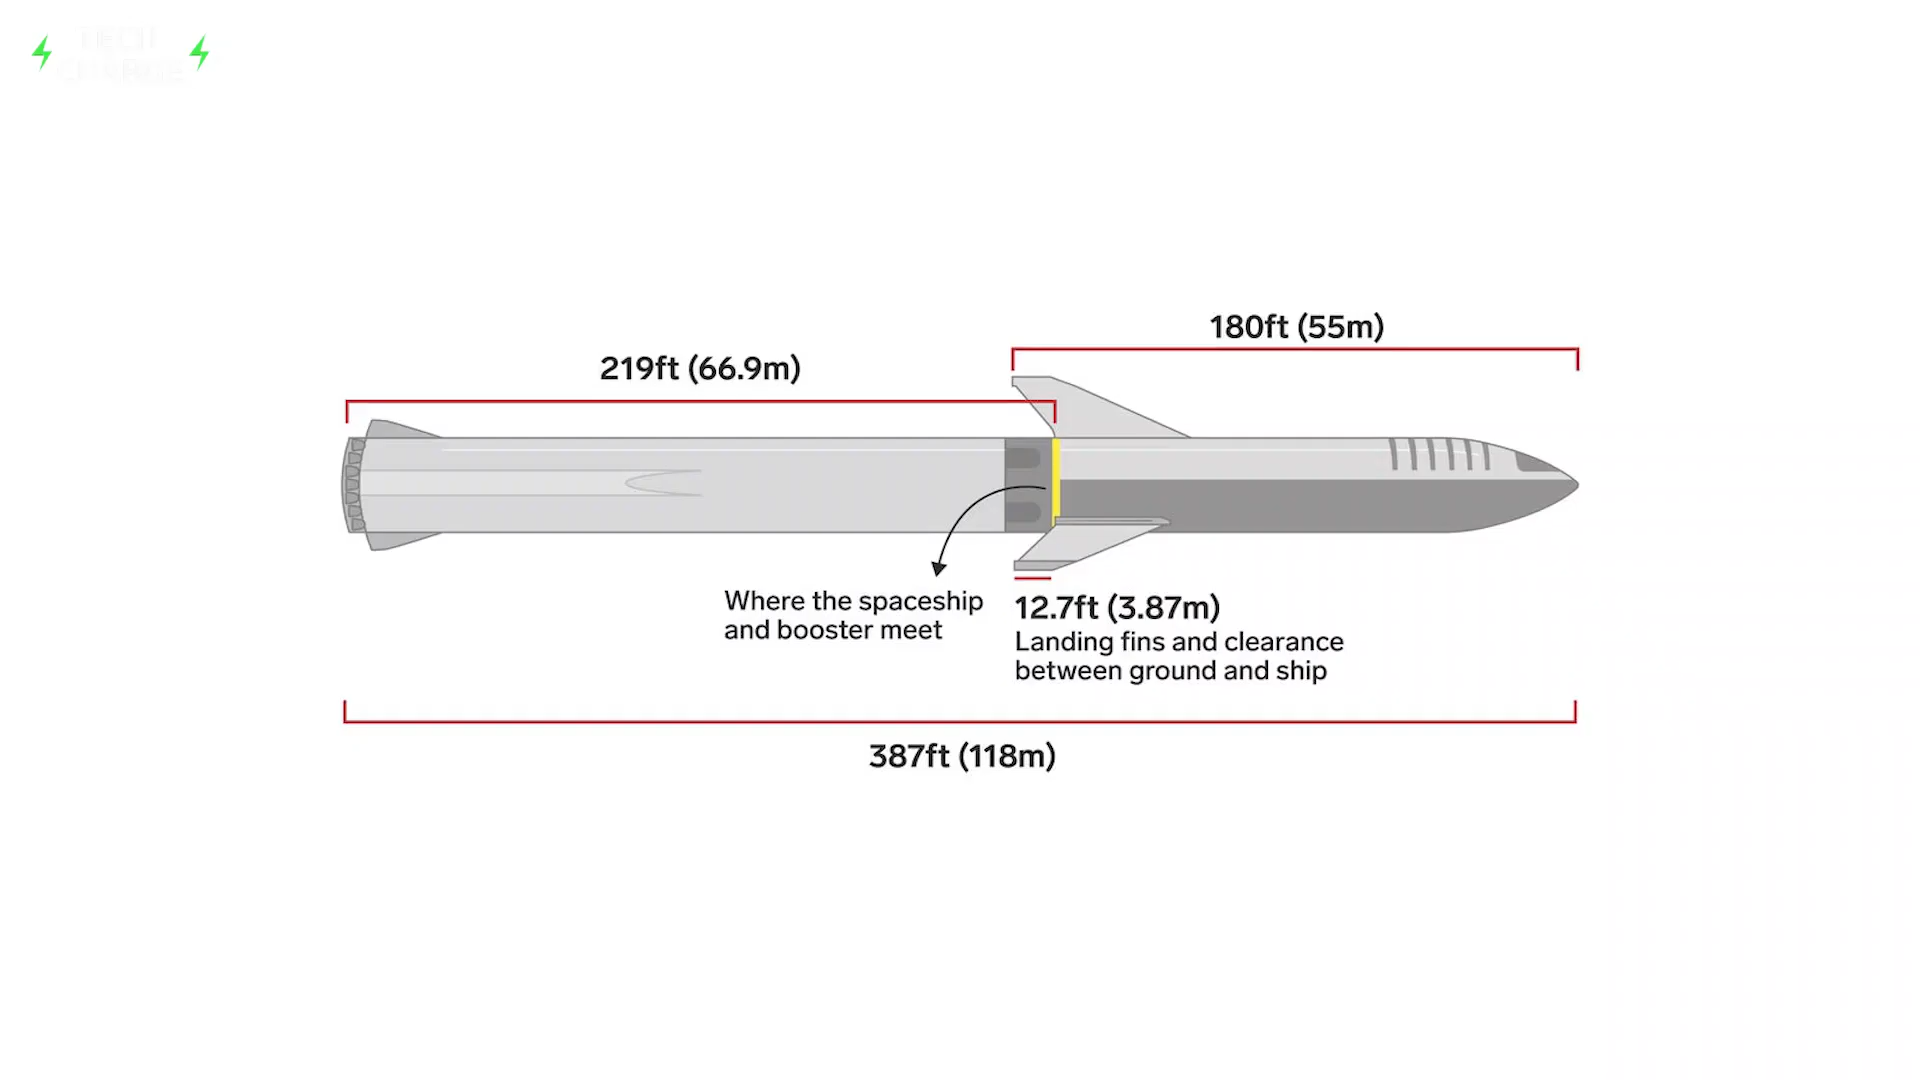 180ft (55m)
219ft (66.9m)
Where the spaceship
and booster meet
12.7ft (3.87m)
Landing fins and clearance
between ground and ship
387ft (118m)